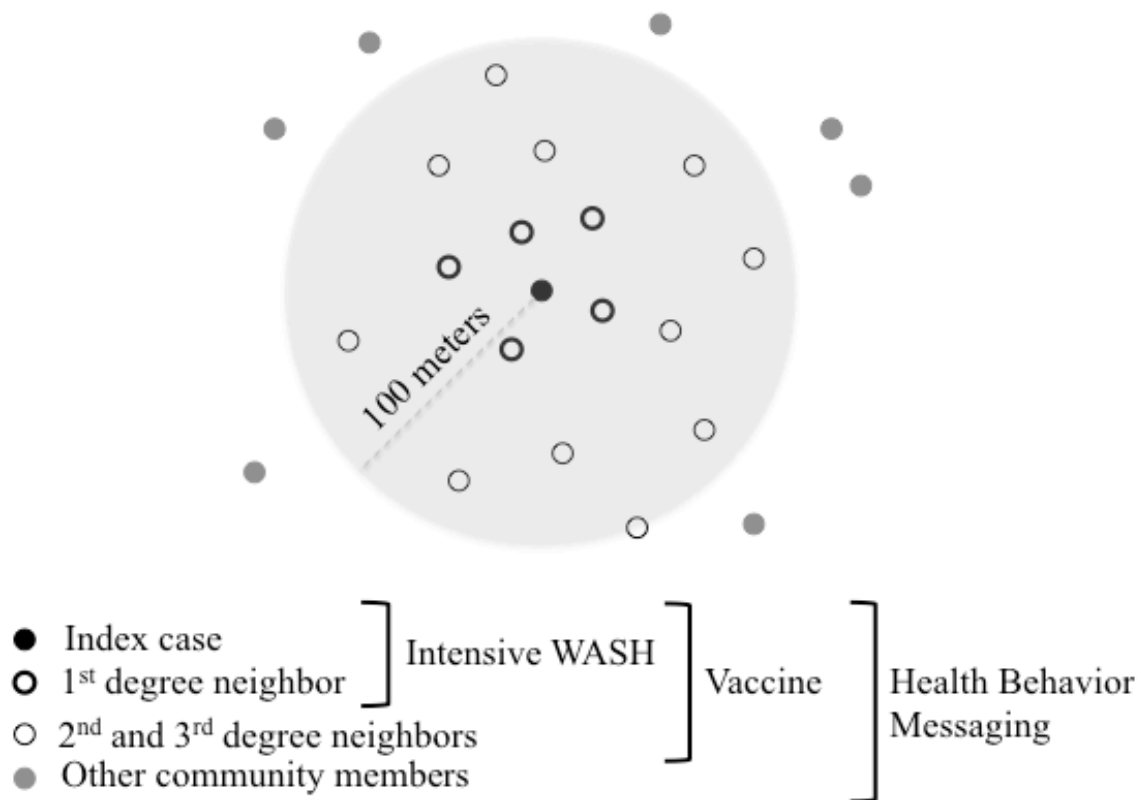 100 meters
Index case
1st degree neighbor
2nd and 3rd degree neighbors
Other community members
Intensive WASH
Vaccine
Health Behavior
Messaging